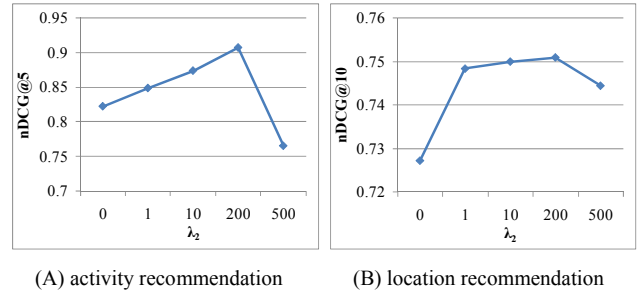 nDCG@5
0.95
0.9
0.85
0.8
0.75
0.7
0 1 10 200 500
λ2
(A) activity recommendation
nDCG@10
0.76
0.75
0.74
0.73
0.72
0 1 10 200 500
λ2
(B) location recommendation